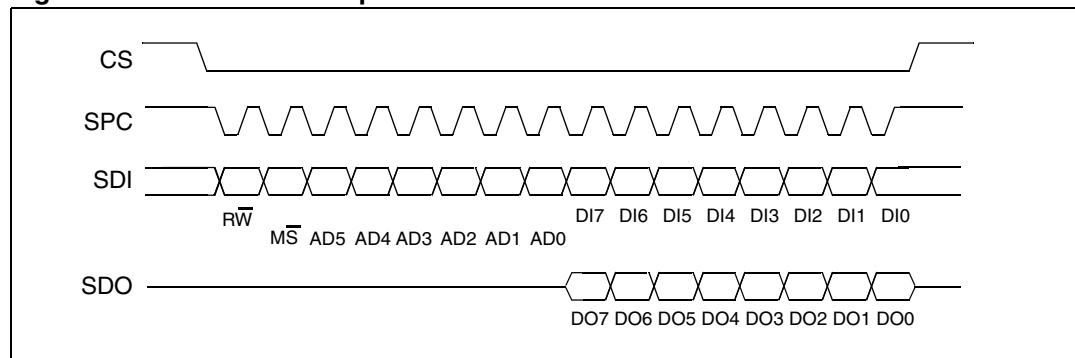 CS
SPC
SDI
DI7 DI6 DI5 DI4 DI3 DI2 DI1 DI0
RW̅
MS̅ AD5 AD4 AD3 AD2 AD1 AD0
SDO
DO7 DO6 DO5 DO4 DO3 DO2 DO1 DO0